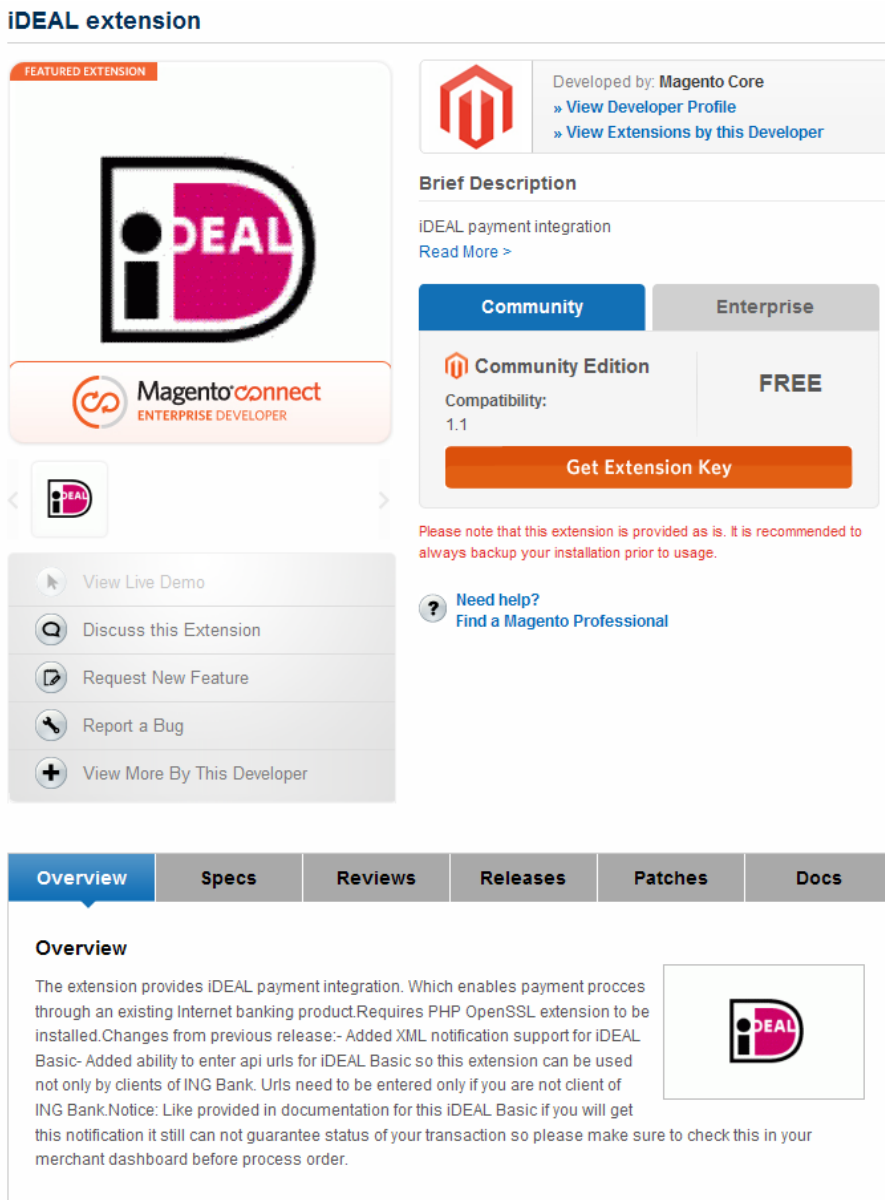 iDEAL extension
FEATURED EXTENSION
iDEAL
Magento connect
ENTERPRISE DEVELOPER
iDEAL
View Live Demo
Discuss this Extension
Request New Feature
Report a Bug
View More By This Developer
Developed by: Magento Core
» View Developer Profile
» View Extensions by this Developer
Brief Description
iDEAL payment integration
Read More >
Community
Enterprise
Community Edition
FREE
Compatibility:
1.1
Get Extension Key
Please note that this extension is provided as is. It is recommended to
always backup your installation prior to usage.
Need help?
Find a Magento Professional
Overview
Specs
Reviews
Releases
Patches
Docs
Overview
The extension provides iDEAL payment integration. Which enables payment procces
through an existing Internet banking product.Requires PHP OpenSSL extension to be
installed.Changes from previous release:- Added XML notification support for iDEAL
Basic- Added ability to enter api urls for iDEAL Basic so this extension can be used
not only by clients of ING Bank. Urls need to be entered only if you are not client of
ING Bank.Notice: Like provided in documentation for this iDEAL Basic if you will get
this notification it still can not guarantee status of your transaction so please make sure to check this in your
merchant dashboard before process order.
iDEAL